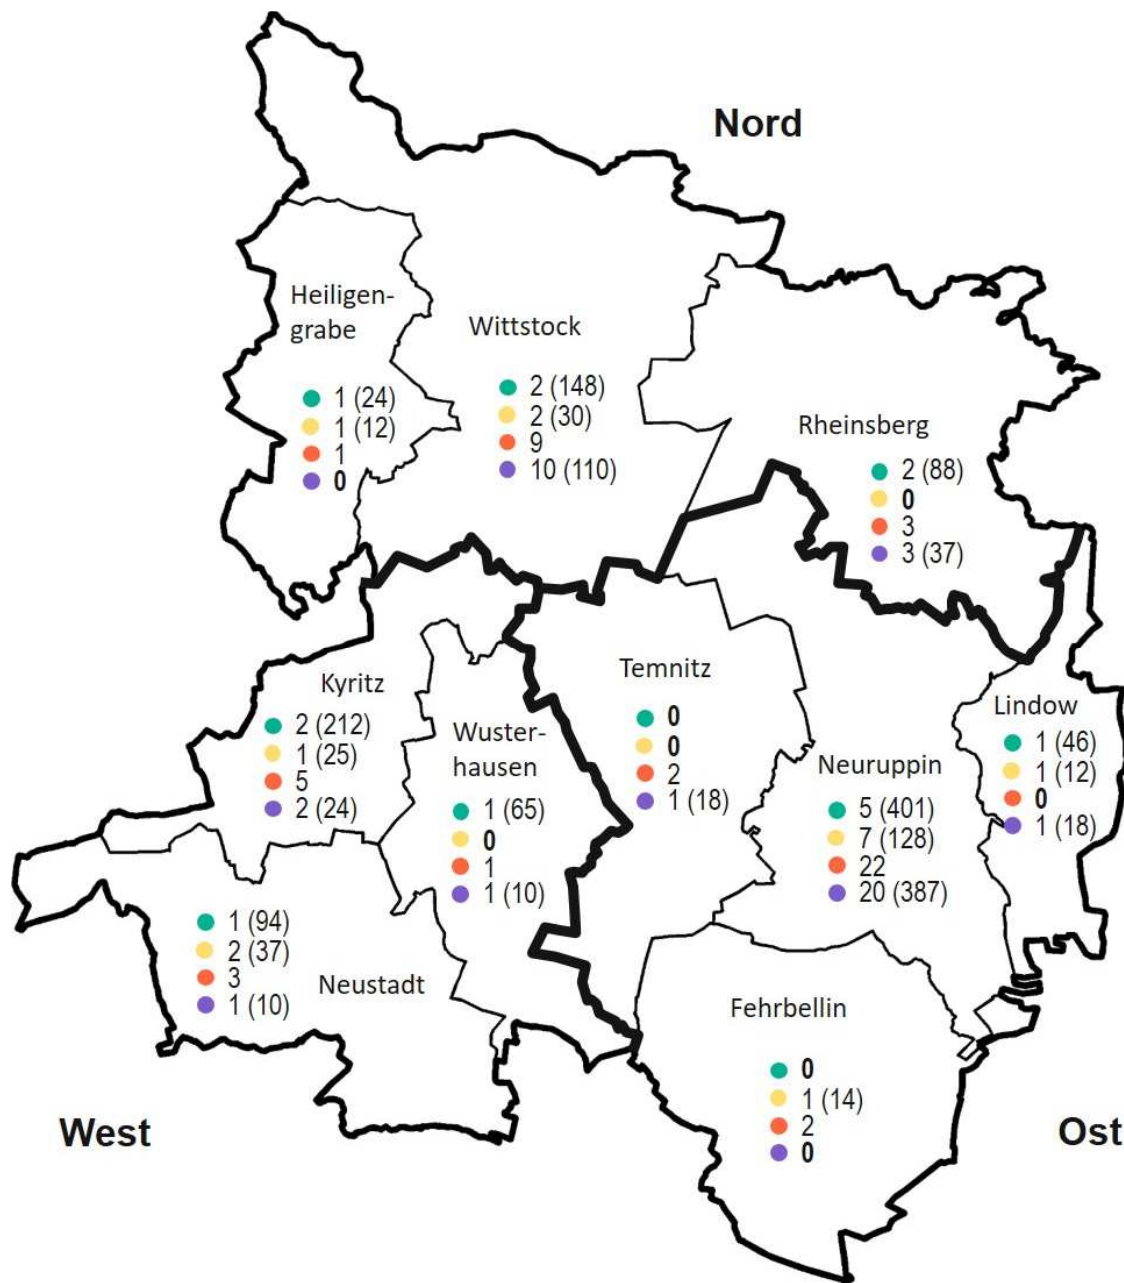 Nord
Heiligen-
grabe
1 (24)
1 (12)
1
0
Wittstock
2 (148)
2 (30)
9
10 (110)
Rheinsberg
2 (88)
0
3
3 (37)
Kyritz
2 (212)
1 (25)
5
2 (24)
Wuster-
hausen
1 (65)
0
1
1 (10)
Temnitz
0
0
2
1 (18)
Neuruppin
5 (401)
7 (128)
22
20 (387)
Lindow
1 (46)
1 (12)
0
1 (18)
1 (94)
2 (37)
3
1 (10)
Neustadt
Fehrbellin
0
1 (14)
2
0
West
Ost